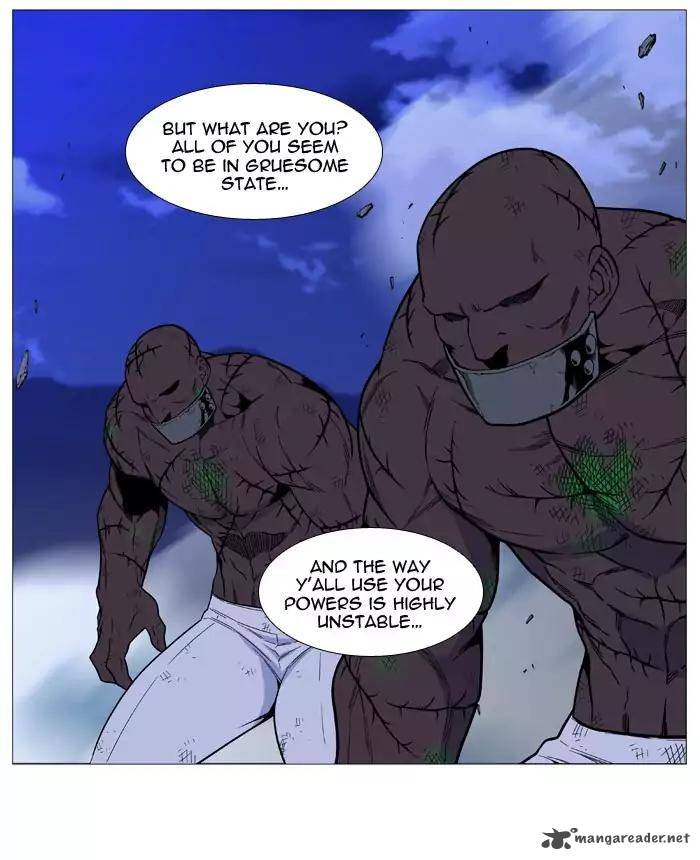 BUT WHAT ARE YOU?
ALL OF YOU SEEM
TO BE IN GRUESOME
STATE...
AND THE WAY
Y'ALL USE YOUR
POWERS IS HIGHLY
UNSTABLE...
mangareader.net